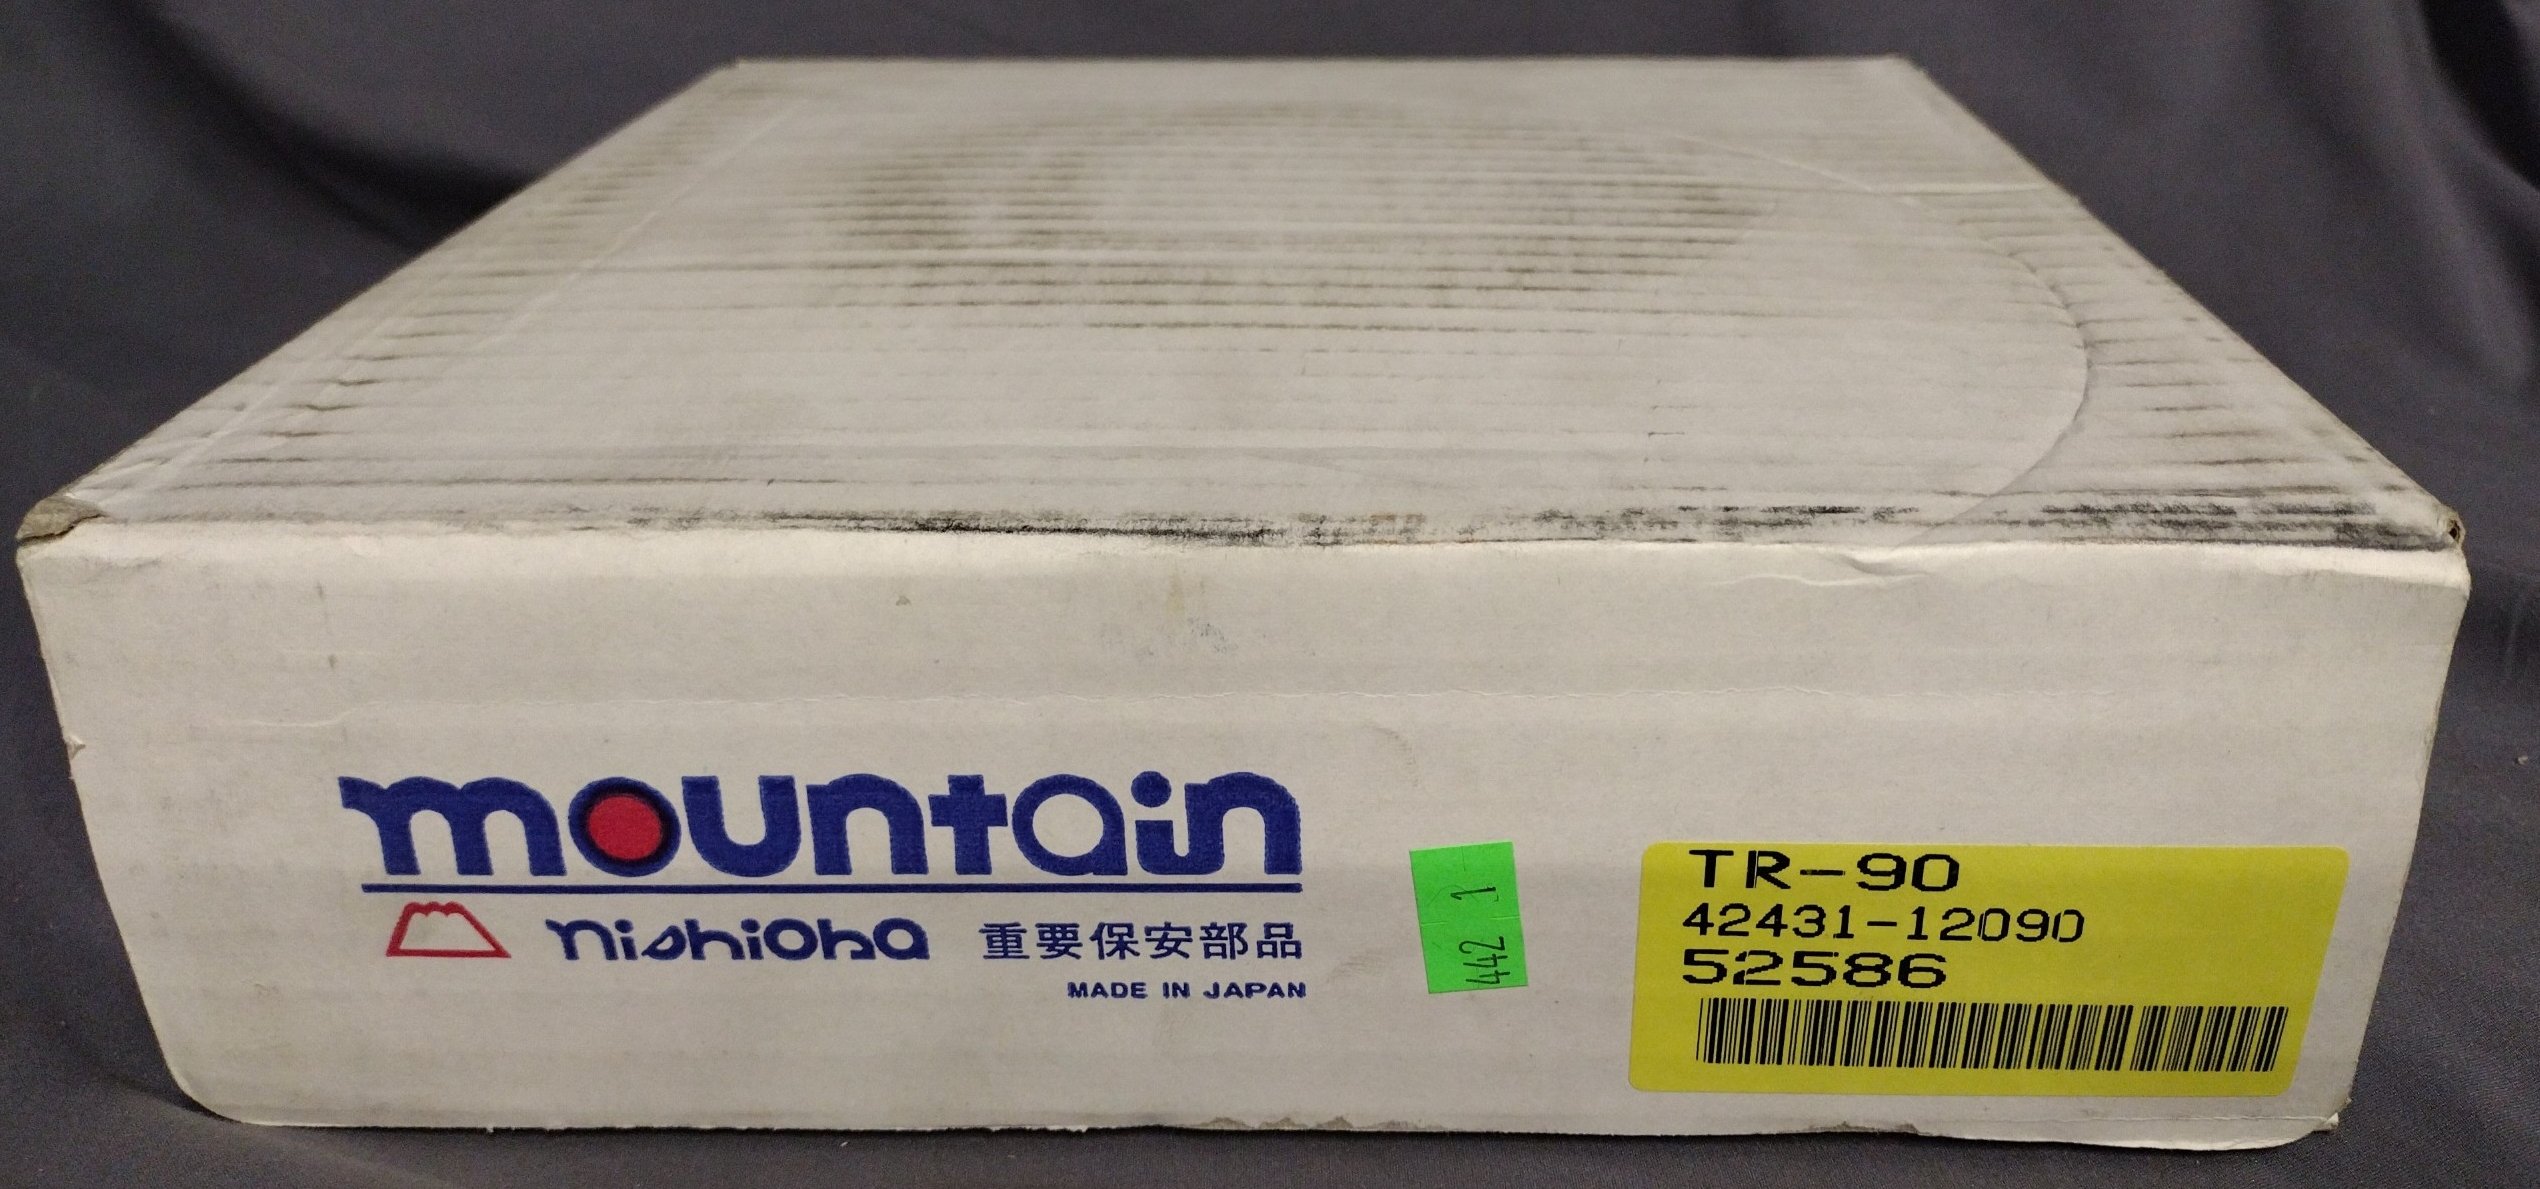 mountain
nishioka 重要保安部品
MADE IN JAPAN
442 1
TR-90
42431-12090
52586